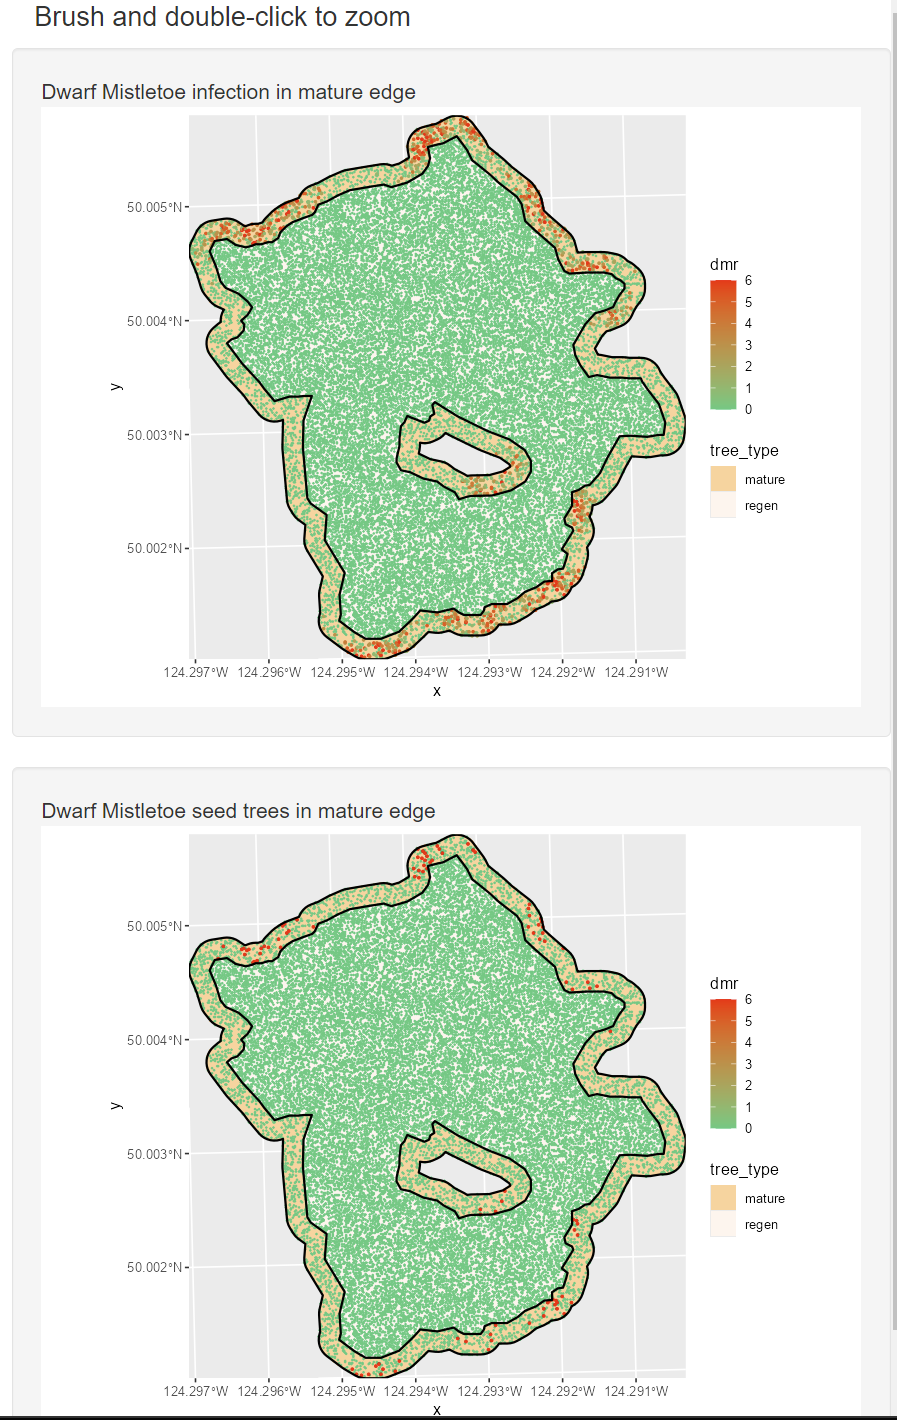 Brush and double-click to zoom
Dwarf Mistletoe infection in mature edge
50.005°N
50.004°N
50.003°N
50.002°N
y
124.297°W 124.296°W 124.295°W 124.294°W 124.293°W 124.292°W 124.291°W
x
dmr
6
5
4
3
2
1
0
tree_type
mature
regen
Dwarf Mistletoe seed trees in mature edge
50.005°N
50.004°N
50.003°N
50.002°N
y
124.297°W 124.296°W 124.295°W 124.294°W 124.293°W 124.292°W 124.291°W
x
dmr
6
5
4
3
2
1
0
tree_type
mature
regen